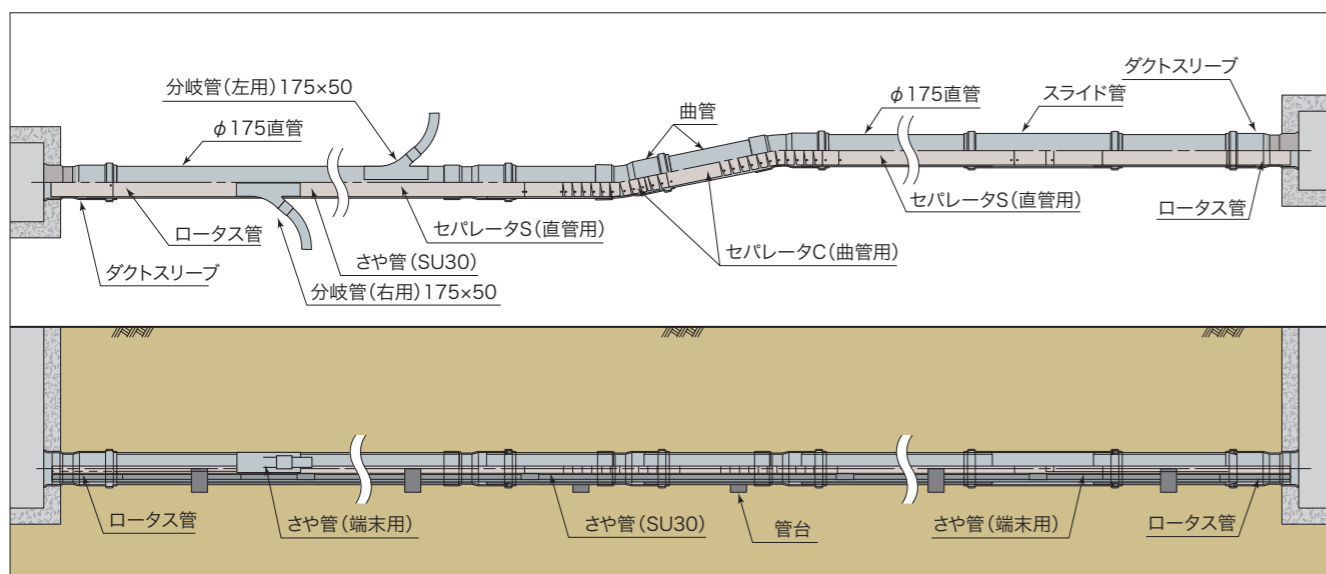 ダクトスリーブ
分岐管(左用)175×50
φ175直管
スライド管
曲管
φ175直管
ロータス管
セパレータS(直管用)
セパレータS(直管用)
ロータス管
セパレータC(曲管用)
ダクトスリーブ
さや管(SU30)
分岐管(右用)175×50
ロータス管
さや管(端末用)
さや管(SU30)
管台
さや管(端末用)
ロータス管